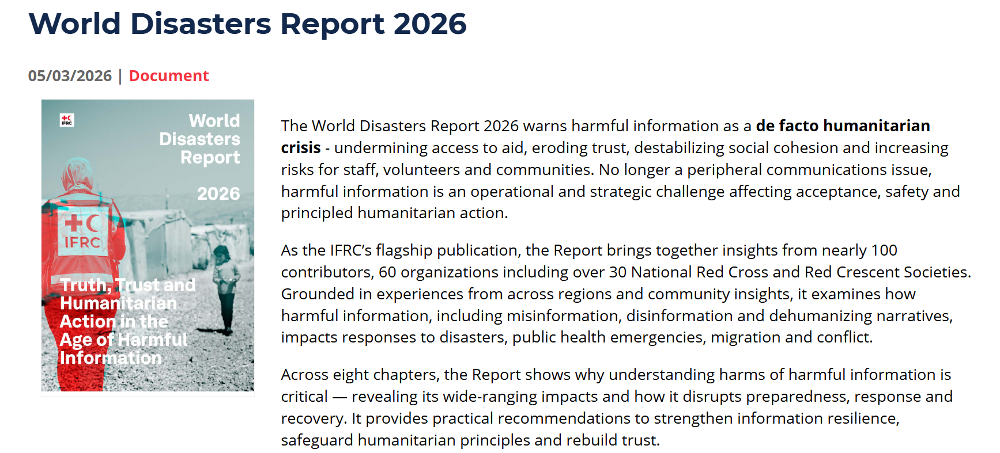 World Disasters Report 2026
05/03/2026 | Document
IFRC
World
Disasters
Report
2026
IFRC
Truth, Trust and
Humanitarian
Action in the
Age of Harmful
Information
The World Disasters Report 2026 warns harmful information as a de facto humanitarian
crisis - undermining access to aid, eroding trust, destabilizing social cohesion and increasing
risks for staff, volunteers and communities. No longer a peripheral communications issue,
harmful information is an operational and strategic challenge affecting acceptance, safety and
principled humanitarian action.
As the IFRC’s flagship publication, the Report brings together insights from nearly 100
contributors, 60 organizations including over 30 National Red Cross and Red Crescent Societies.
Grounded in experiences from across regions and community insights, it examines how
harmful information, including misinformation, disinformation and dehumanizing narratives,
impacts responses to disasters, public health emergencies, migration and conflict.
Across eight chapters, the Report shows why understanding harms of harmful information is
critical — revealing its wide-ranging impacts and how it disrupts preparedness, response and
recovery. It provides practical recommendations to strengthen information resilience,
safeguard humanitarian principles and rebuild trust.